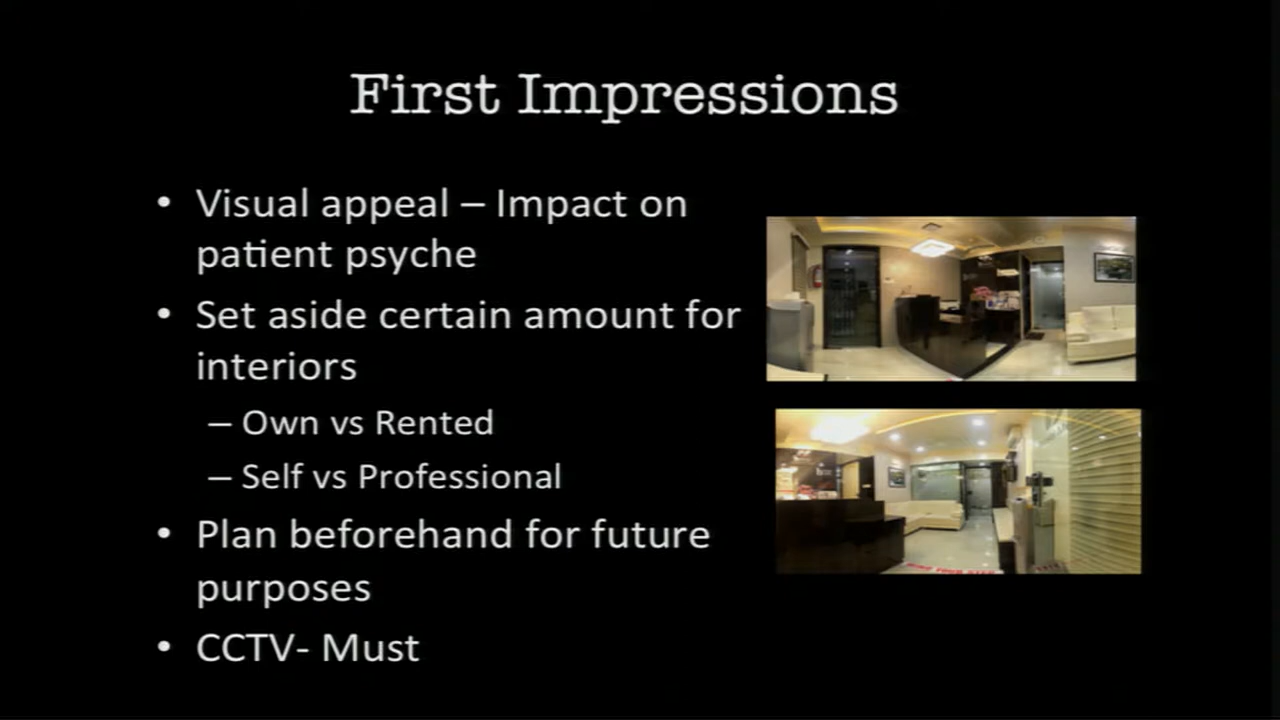 First Impressions
• Visual appeal – Impact on
patient psyche
• Set aside certain amount for
interiors
– Own vs Rented
– Self vs Professional
• Plan beforehand for future
purposes
• CCTV- Must